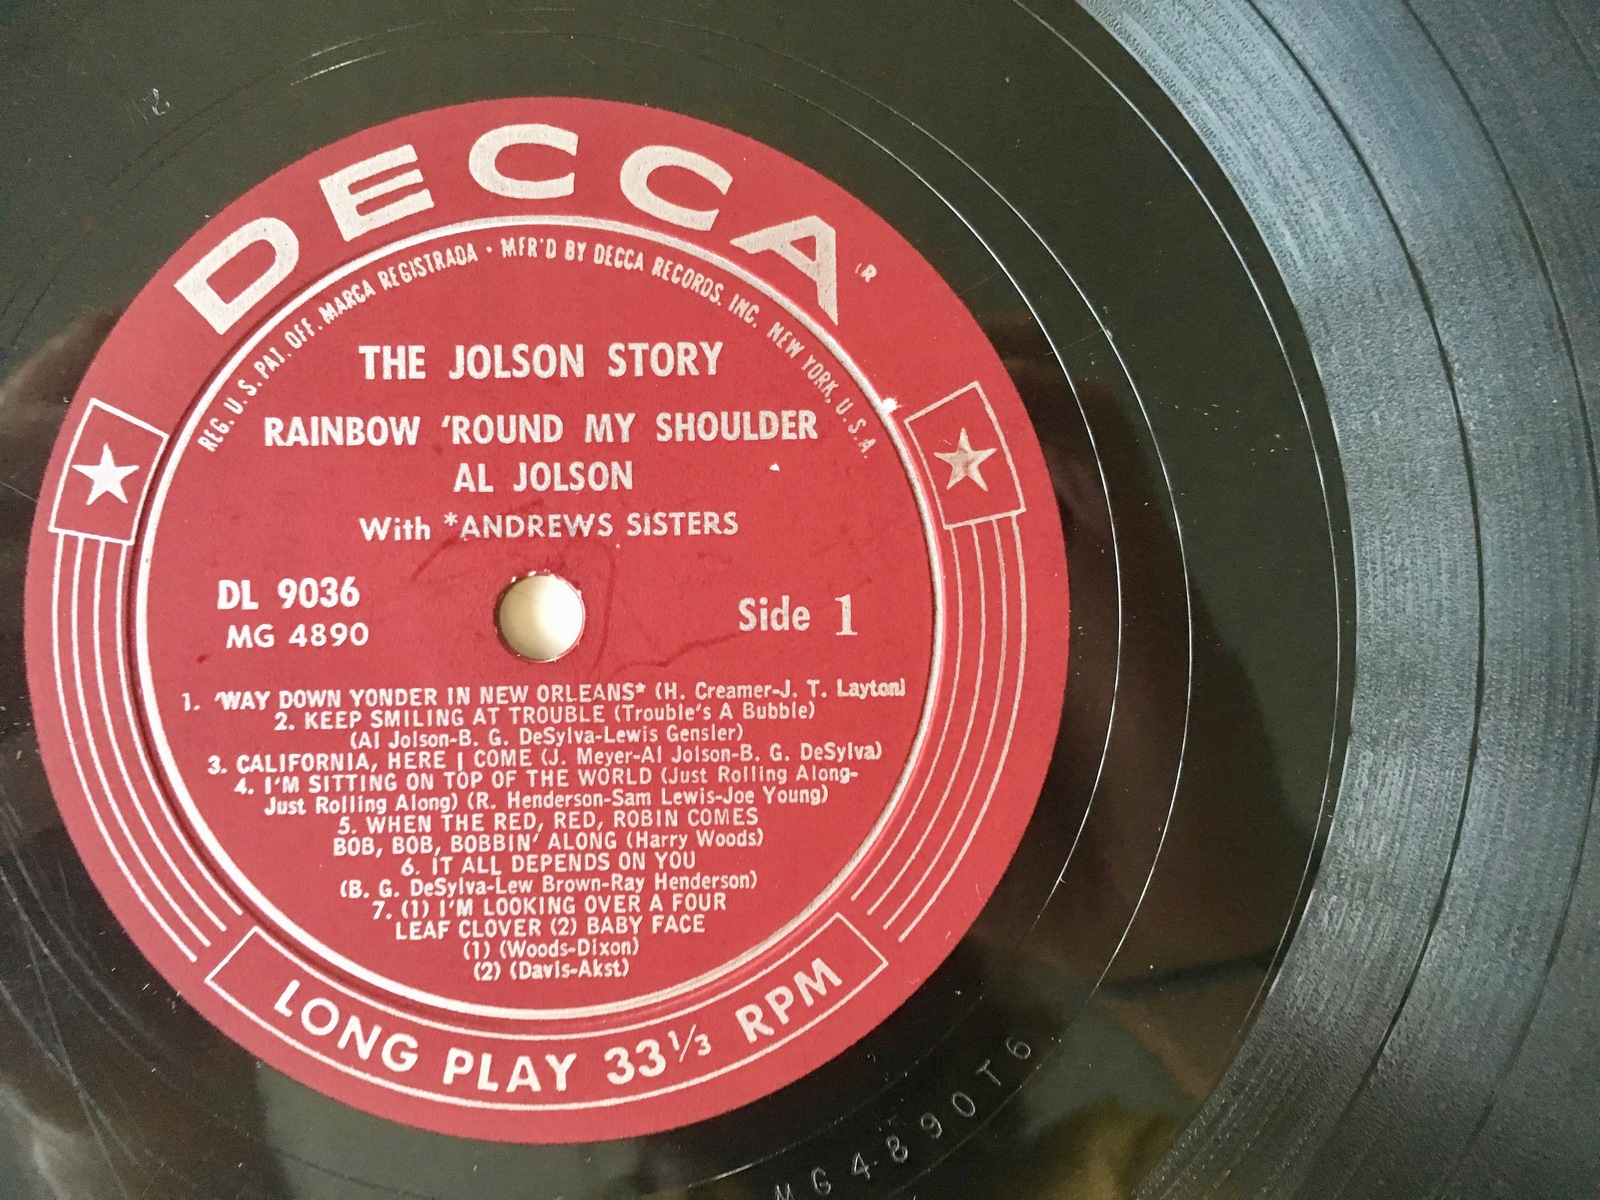 DECCA
®
REG. U. S. PAT. OFF. MARCA REGISTRADA • MFR'D BY DECCA RECORDS, INC. NEW YORK, U.S.A.
THE JOLSON STORY
RAINBOW 'ROUND MY SHOULDER
AL JOLSON
With *ANDREWS SISTERS
DL 9036
MG 4890
Side 1
1. 'WAY DOWN YONDER IN NEW ORLEANS* (H. Creamer-J. T. Layton)
2. KEEP SMILING AT TROUBLE (Trouble's A Bubble)
(Al Jolson-B. G. DeSylva-Lewis Gensler)
3. CALIFORNIA, HERE I COME (J. Meyer-Al Jolson-B. G. DeSylva)
4. I'M SITTING ON TOP OF THE WORLD (Just Rolling Along-
Just Rolling Along) (R. Henderson-Sam Lewis-Joe Young)
5. WHEN THE RED, RED, ROBIN COMES
BOB, BOB, BOBBIN' ALONG (Harry Woods)
6. IT ALL DEPENDS ON YOU
(B. G. DeSylva-Lew Brown-Ray Henderson)
7. (1) I'M LOOKING OVER A FOUR
LEAF CLOVER (2) BABY FACE
(1) (Woods-Dixon)
(2) (Davis-Akst)
LONG PLAY 33⅓ RPM
MG4890T6